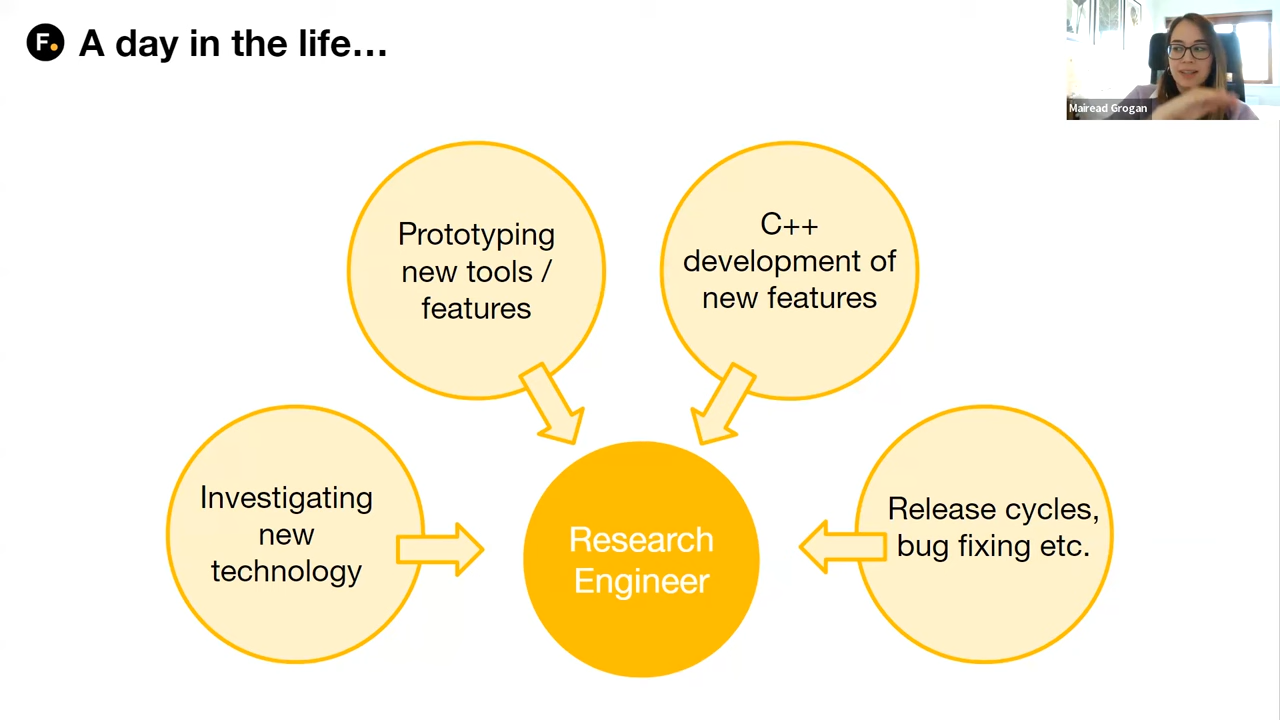 F.
A day in the life...
Mairead Grogan
Prototyping
new tools /
features
C++
development of
new features
Investigating
new
technology
Research
Engineer
Release cycles,
bug fixing etc.